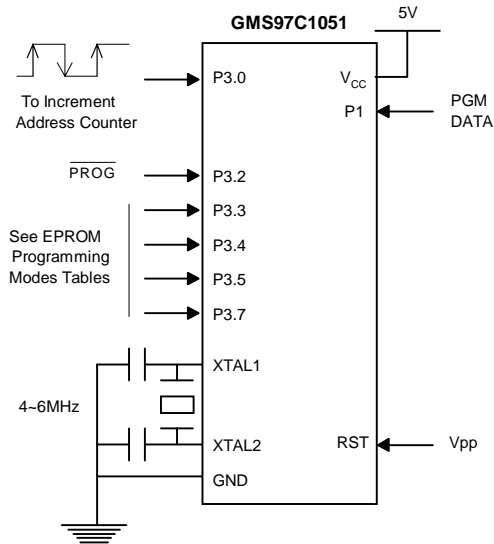 GMS97C1051
5V
P3.0
VCC
To Increment
Address Counter
P1
PGM
DATA
PROG
P3.2
P3.3
See EPROM
Programming
Modes Tables
P3.4
P3.5
P3.7
XTAL1
4~6MHz
XTAL2
RST
Vpp
GND